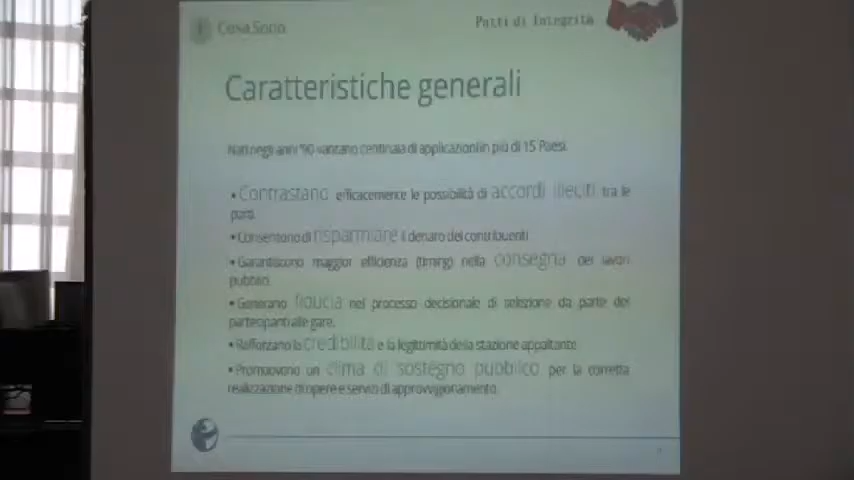 Cosa Sono
Patti di Integrità
Caratteristiche generali
Nati negli anni '90 vantano centinaia di applicazioni in più di 15 Paesi.
• Contrastano efficacemente le possibilità di accordi illeciti tra le
parti.
• Consentono di risparmiare il denaro dei contribuenti
• Garantiscono maggior efficienza (timing) nella consegna dei lavori
pubblici.
• Generano fiducia nel processo decisionale di selezione da parte dei
partecipanti alle gare.
• Rafforzano la credibilità e la legittimità della stazione appaltante
• Promuovono un clima di sostegno pubblico per la corretta
realizzazione di opere e servizi di approvvigionamento.